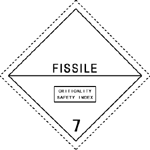 FISSILE
CRITICALITY
SAFETY INDEX
7